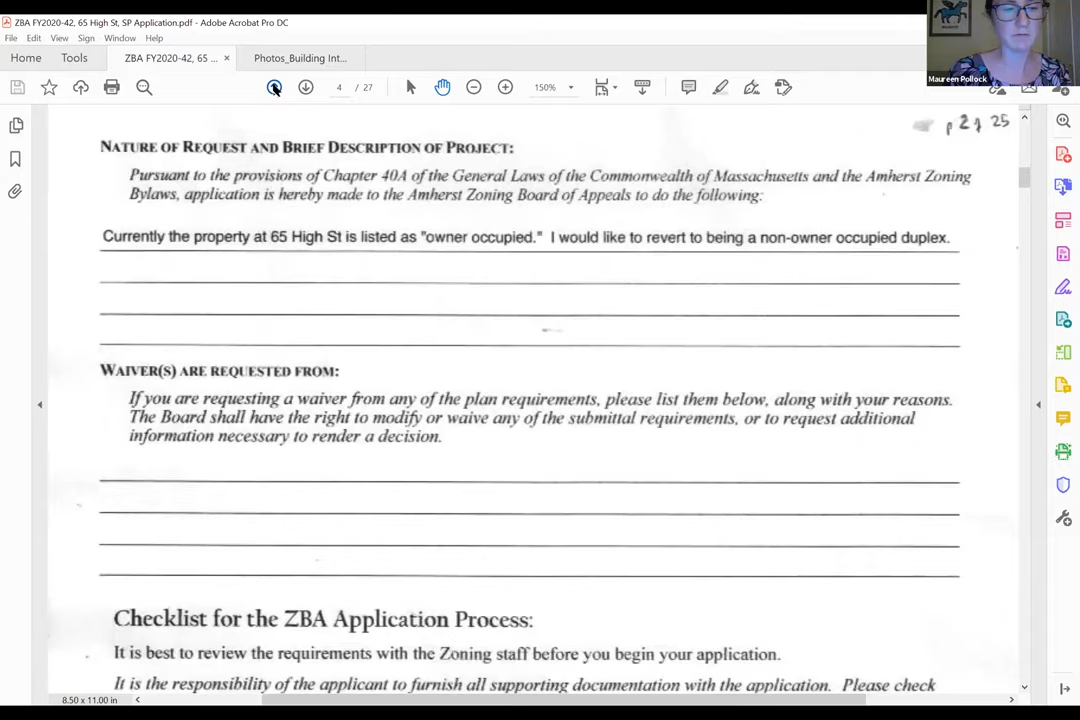 ZBA FY2020-42, 65 High St, SP Application.pdf - Adobe Acrobat Pro DC
File Edit View Sign Window Help
Home Tools ZBA FY2020-42, 65 ... × Photos_Building Int...
Maureen Pollock
4 / 27 150%
p 2 of 25
NATURE OF REQUEST AND BRIEF DESCRIPTION OF PROJECT:
Pursuant to the provisions of Chapter 40A of the General Laws of the Commonwealth of Massachusetts and the Amherst Zoning
Bylaws, application is hereby made to the Amherst Zoning Board of Appeals to do the following:
Currently the property at 65 High St is listed as "owner occupied." I would like to revert to being a non-owner occupied duplex.
WAIVER(S) ARE REQUESTED FROM:
If you are requesting a waiver from any of the plan requirements, please list them below, along with your reasons.
The Board shall have the right to modify or waive any of the submittal requirements, or to request additional
information necessary to render a decision.
Checklist for the ZBA Application Process:
It is best to review the requirements with the Zoning staff before you begin your application.
It is the responsibility of the applicant to furnish all supporting documentation with the application. Please check
8.50 x 11.00 in